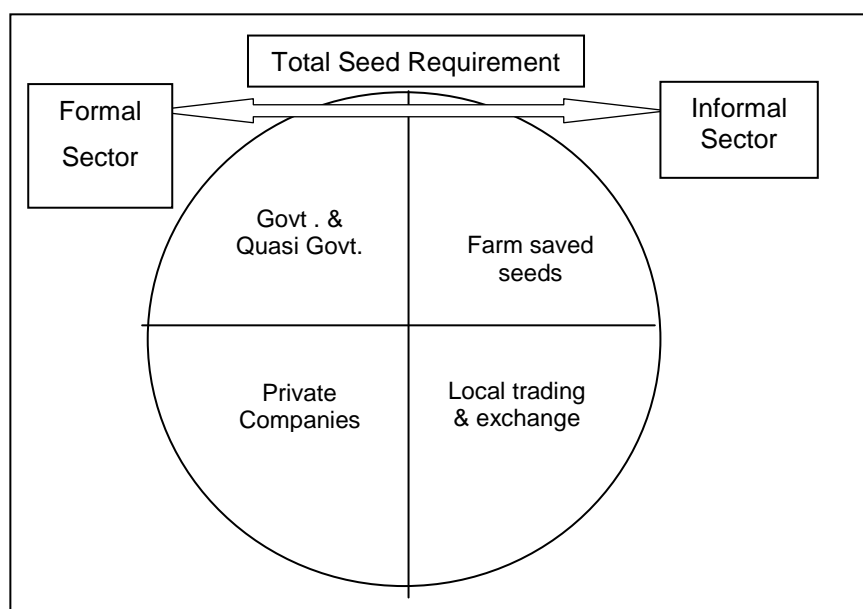 Total Seed Requirement
Formal
Sector
Informal
Sector
Govt . &
Quasi Govt.
Farm saved
seeds
Private
Companies
Local trading
& exchange